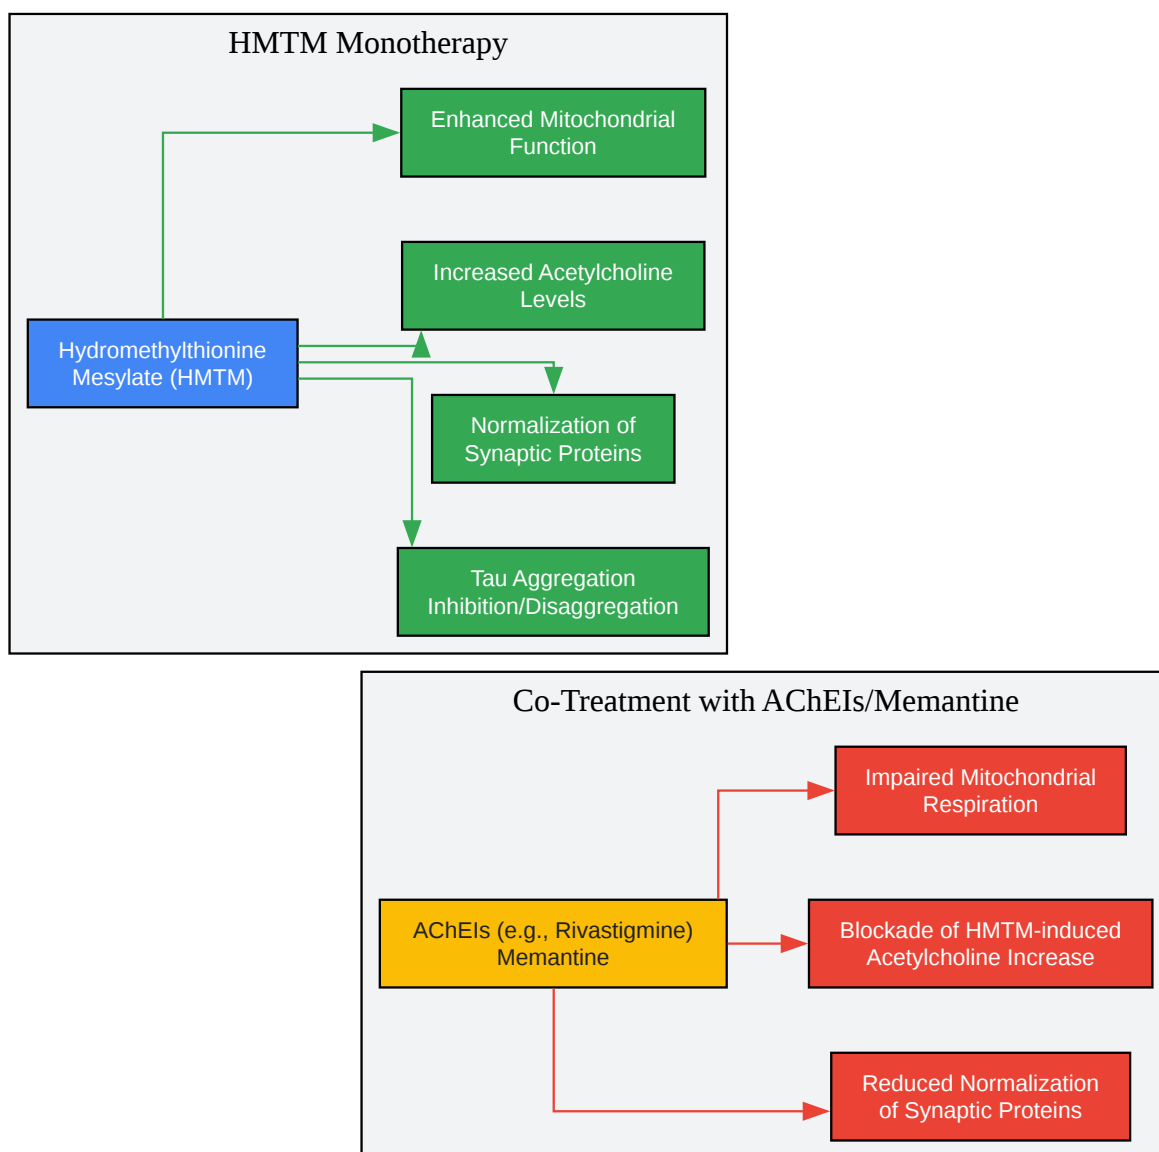 HMTM Monotherapy
Enhanced Mitochondrial
Function
Increased Acetylcholine
Levels
Hydromethylthionine
Mesylate (HMTM)
Normalization of
Synaptic Proteins
Tau Aggregation
Inhibition/Disaggregation
Co-Treatment with AChEIs/Memantine
Impaired Mitochondrial
Respiration
AChEIs (e.g., Rivastigmine)
Memantine
Blockade of HMTM-induced
Acetylcholine Increase
Reduced Normalization
of Synaptic Proteins